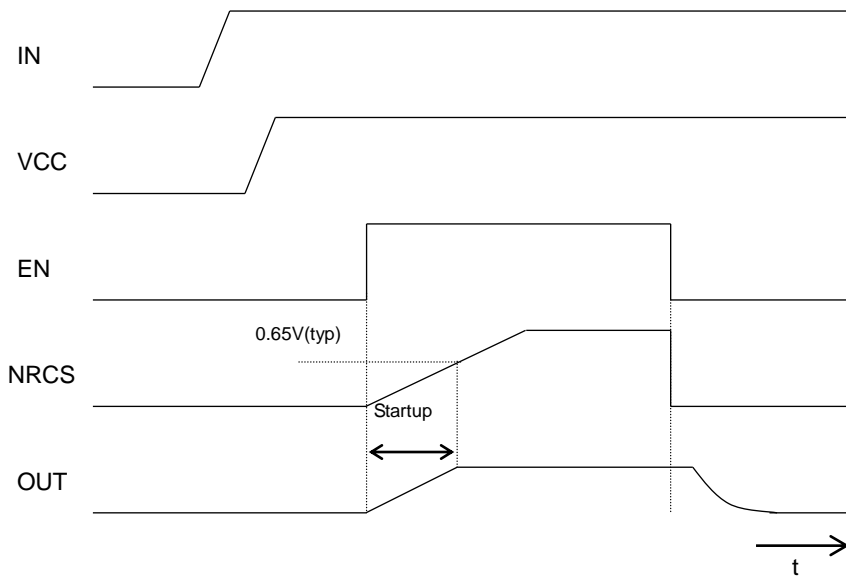 IN
VCC
EN
0.65V(typ)
NRCS
Startup
OUT
t